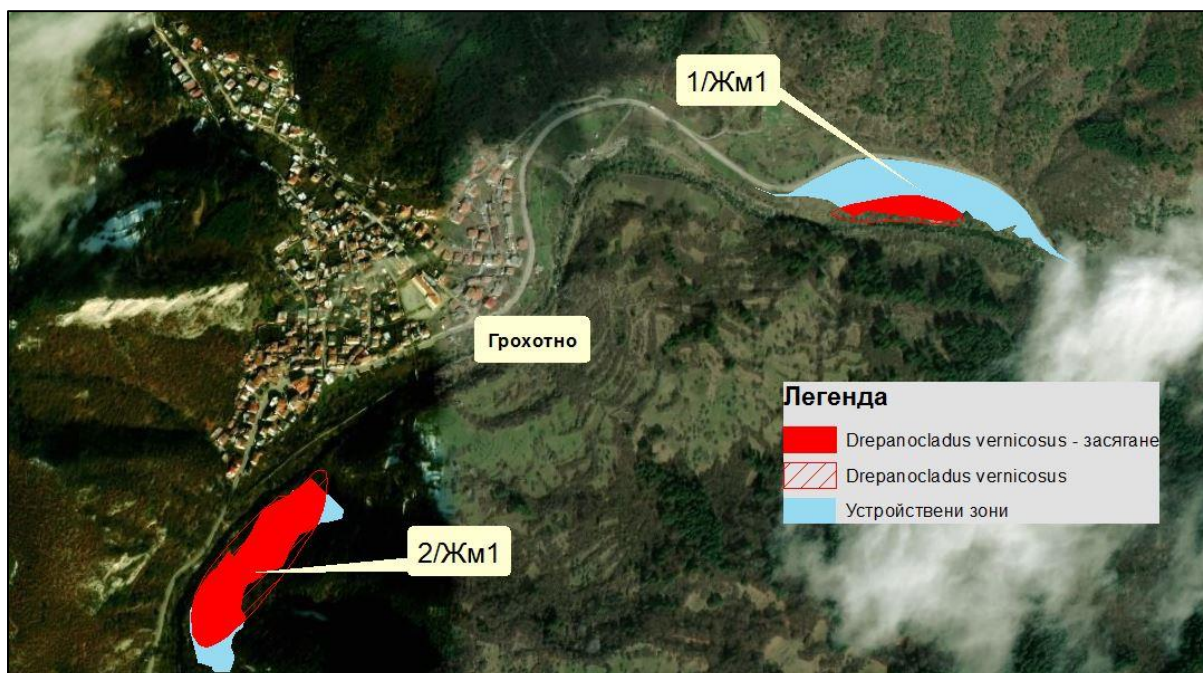 1/Жм1
Грохотно
Легенда
Drepanocladus vernicosus - засягане
Drepanocladus vernicosus
Устройствени зони
2/Жм1